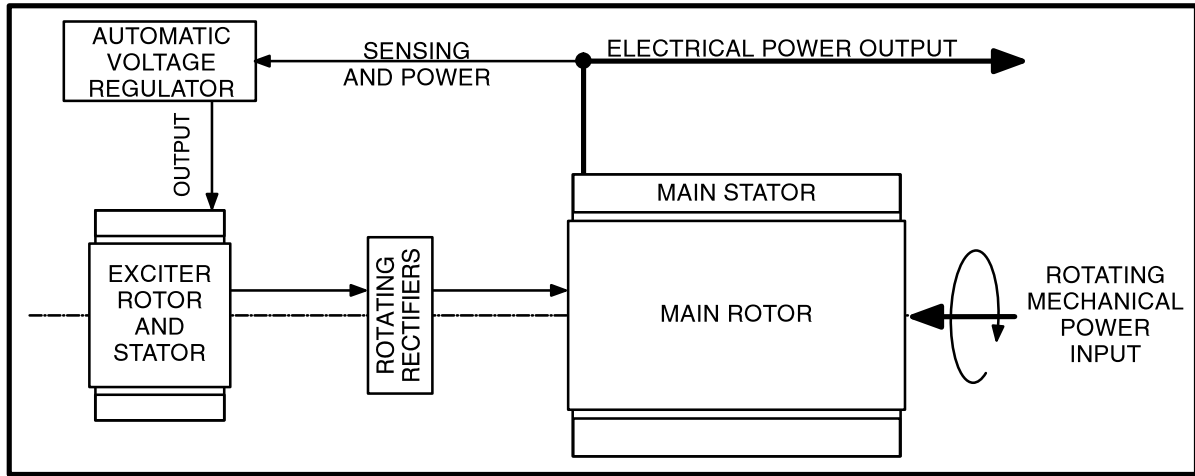 AUTOMATIC
VOLTAGE
REGULATOR
SENSING
AND POWER
ELECTRICAL POWER OUTPUT
OUTPUT
MAIN STATOR
EXCITER
ROTOR
AND
STATOR
ROTATING
RECTIFIERS
MAIN ROTOR
ROTATING
MECHANICAL
POWER
INPUT